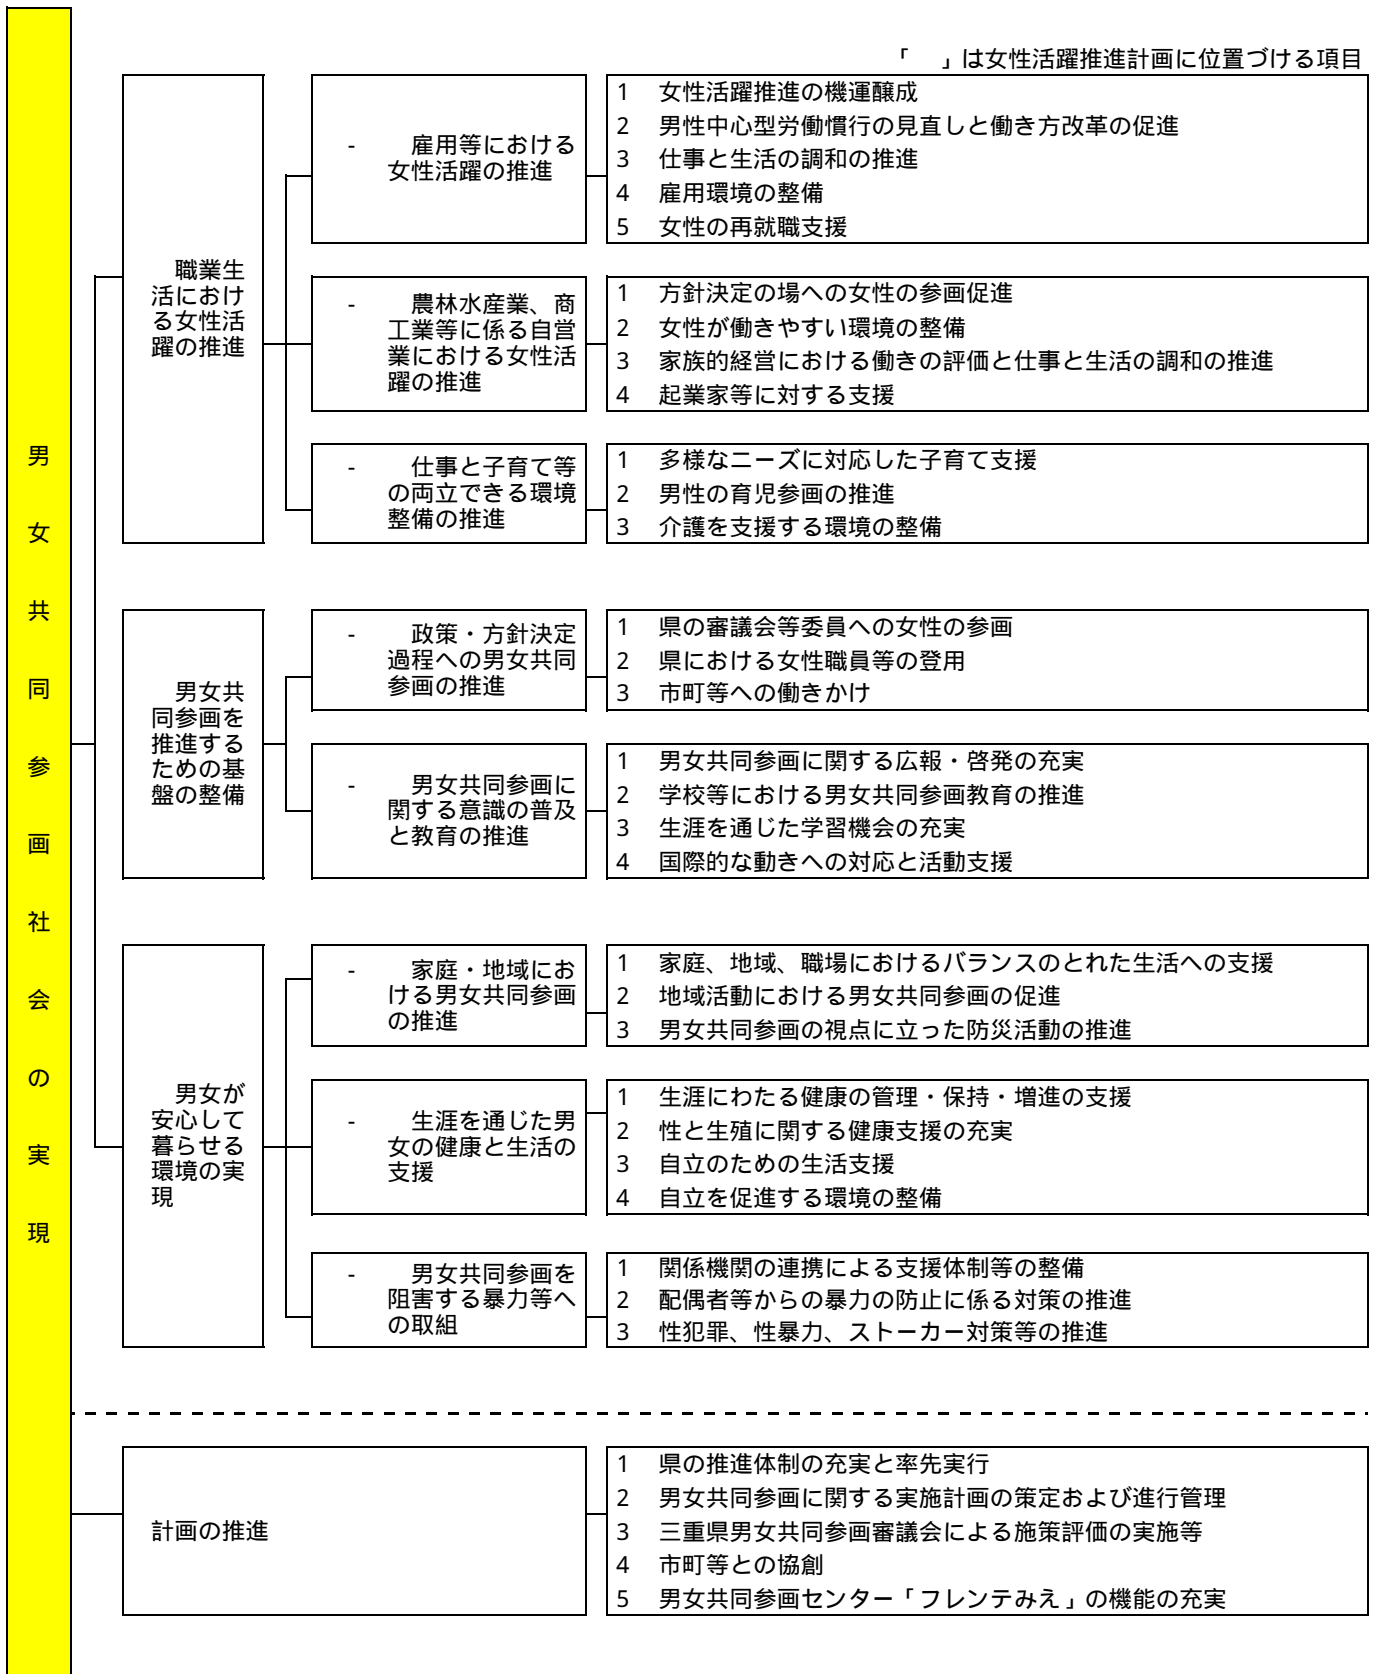 男女共同参画社会の実現
「　」は女性活躍推進計画に位置づける項目
職業生
活におけ
る女性活
躍の推進
-　雇用等における
女性活躍の推進
1　女性活躍推進の機運醸成
2　男性中心型労働慣行の見直しと働き方改革の促進
3　仕事と生活の調和の推進
4　雇用環境の整備
5　女性の再就職支援
-　農林水産業、商
工業等に係る自営
業における女性活
躍の推進
1　方針決定の場への女性の参画促進
2　女性が働きやすい環境の整備
3　家族的経営における働きの評価と仕事と生活の調和の推進
4　起業家等に対する支援
-　仕事と子育て等
の両立できる環境
整備の推進
1　多様なニーズに対応した子育て支援
2　男性の育児参画の推進
3　介護を支援する環境の整備
男女共
同参画を
推進する
ための基
盤の整備
-　政策・方針決定
過程への男女共同
参画の推進
1　県の審議会等委員への女性の参画
2　県における女性職員等の登用
3　市町等への働きかけ
-　男女共同参画に
関する意識の普及
と教育の推進
1　男女共同参画に関する広報・啓発の充実
2　学校等における男女共同参画教育の推進
3　生涯を通じた学習機会の充実
4　国際的な動きへの対応と活動支援
男女が
安心して
暮らせる
環境の実
現
-　家庭・地域にお
ける男女共同参画
の推進
1　家庭、地域、職場におけるバランスのとれた生活への支援
2　地域活動における男女共同参画の促進
3　男女共同参画の視点に立った防災活動の推進
-　生涯を通じた男
女の健康と生活の
支援
1　生涯にわたる健康の管理・保持・増進の支援
2　性と生殖に関する健康支援の充実
3　自立のための生活支援
4　自立を促進する環境の整備
-　男女共同参画を
阻害する暴力等へ
の取組
1　関係機関の連携による支援体制等の整備
2　配偶者等からの暴力の防止に係る対策の推進
3　性犯罪、性暴力、ストーカー対策等の推進
計画の推進
1　県の推進体制の充実と率先実行
2　男女共同参画に関する実施計画の策定および進行管理
3　三重県男女共同参画審議会による施策評価の実施等
4　市町等との協創
5　男女共同参画センター「フレンテみえ」の機能の充実